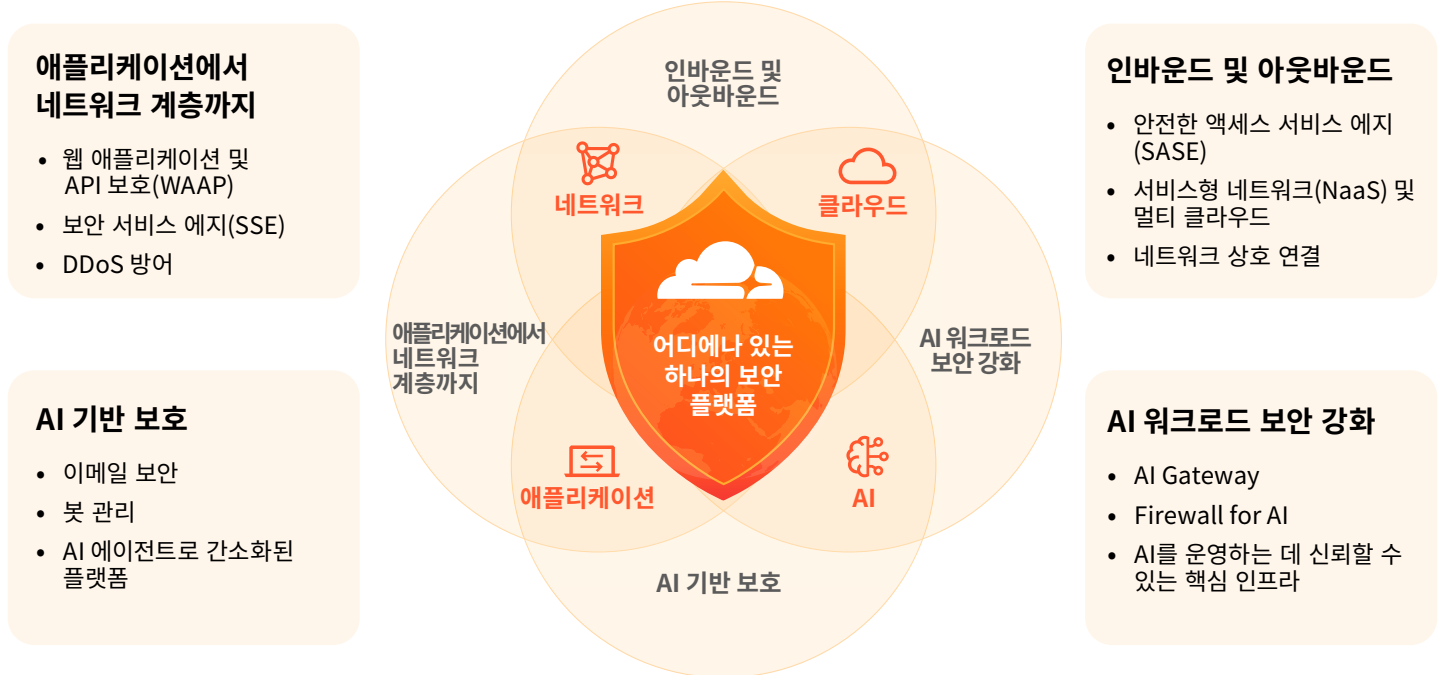 애플리케이션에서
네트워크 계층까지
• 웹 애플리케이션 및
API 보호(WAAP)
• 보안 서비스 에지(SSE)
• DDoS 방어
AI 기반 보호
• 이메일 보안
• 봇 관리
• AI 에이전트로 간소화된
플랫폼
인바운드 및
아웃바운드
네트워크
클라우드
애플리케이션에서
네트워크
계층까지
어디에나 있는
하나의 보안
플랫폼
AI 워크로드
보안 강화
애플리케이션
AI
AI 기반 보호
인바운드 및 아웃바운드
• 안전한 액세스 서비스 에지
(SASE)
• 서비스형 네트워크(NaaS) 및
멀티 클라우드
• 네트워크 상호 연결
AI 워크로드 보안 강화
• AI Gateway
• Firewall for AI
• AI를 운영하는 데 신뢰할 수
있는 핵심 인프라